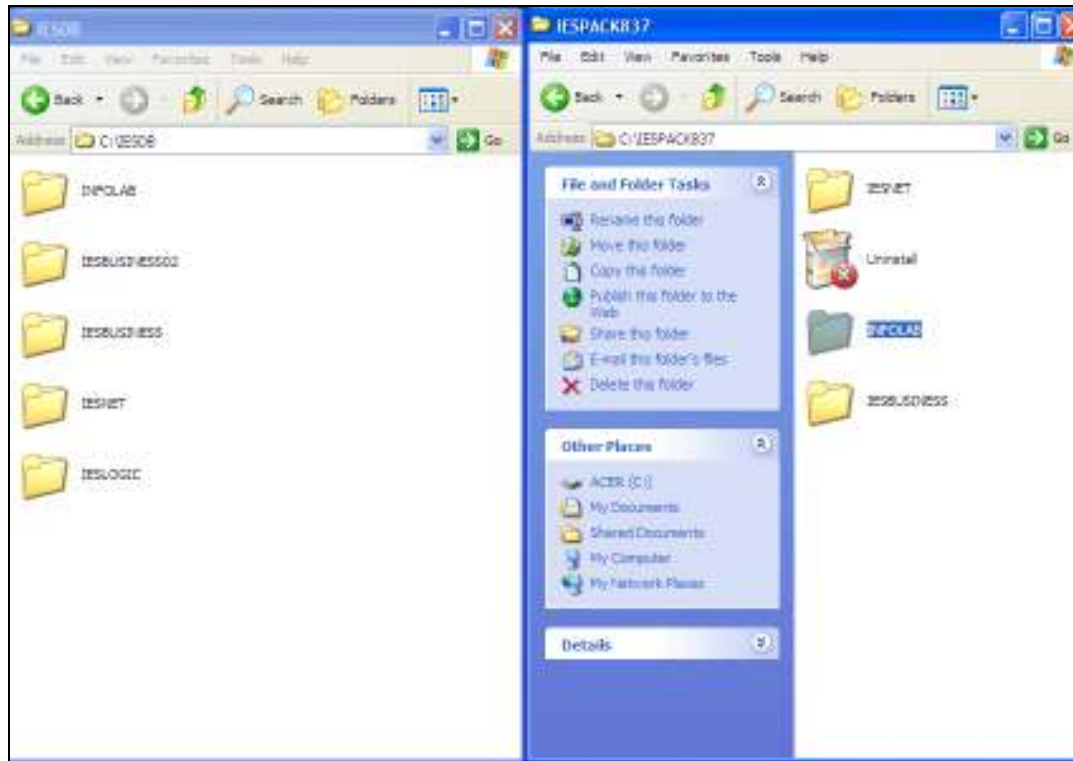 IESDB
File Edit View Favorites Tools Help
Back Search Folders
Address C:\IESDB Go
INFOLAB
IESBUSINESS02
IESBUSINESS
IESNET
IESLOGIC
IESPACK837
File Edit View Favorites Tools Help
Back Search Folders
Address C:\IESPACK837 Go
File and Folder Tasks
Rename this folder
Move this folder
Copy this folder
Publish this folder to the
Web
Share this folder
E-mail this folder's files
Delete this folder
Other Places
ACER (C:)
My Documents
Shared Documents
My Computer
My Network Places
Details
IESNET
Uninstall
INFOLAB
IESBUSINESS